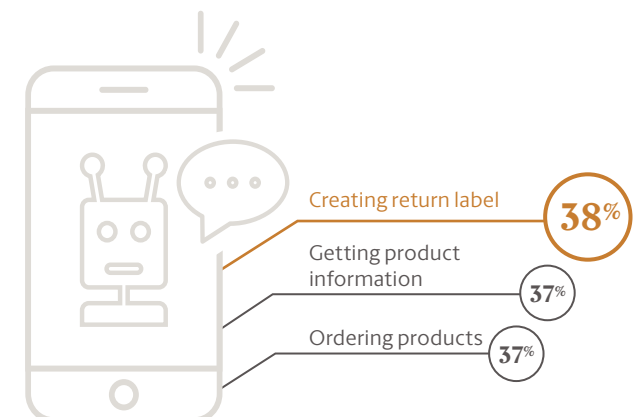 Creating return label
38%
Getting product
information
37%
Ordering products
37%